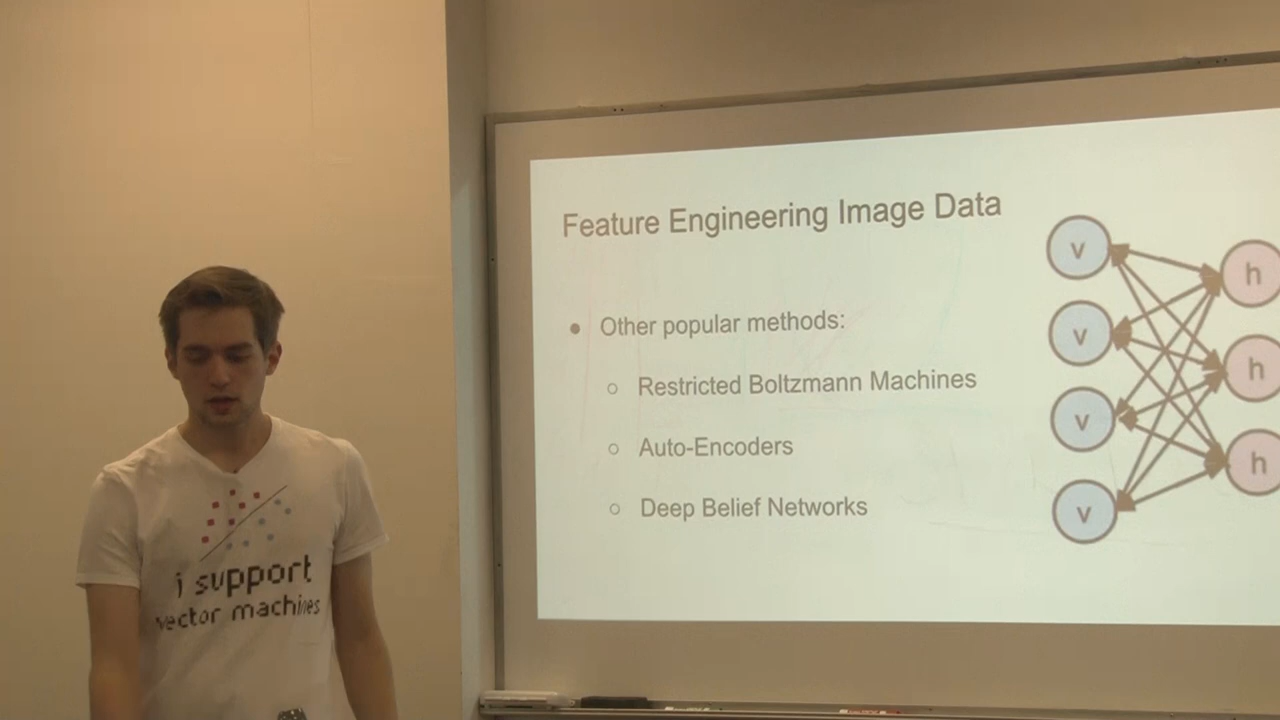 Feature Engineering Image Data
Other popular methods:
Restricted Boltzmann Machines
Auto-Encoders
Deep Belief Networks
v
v
v
v
h
h
h
i support
vector machines